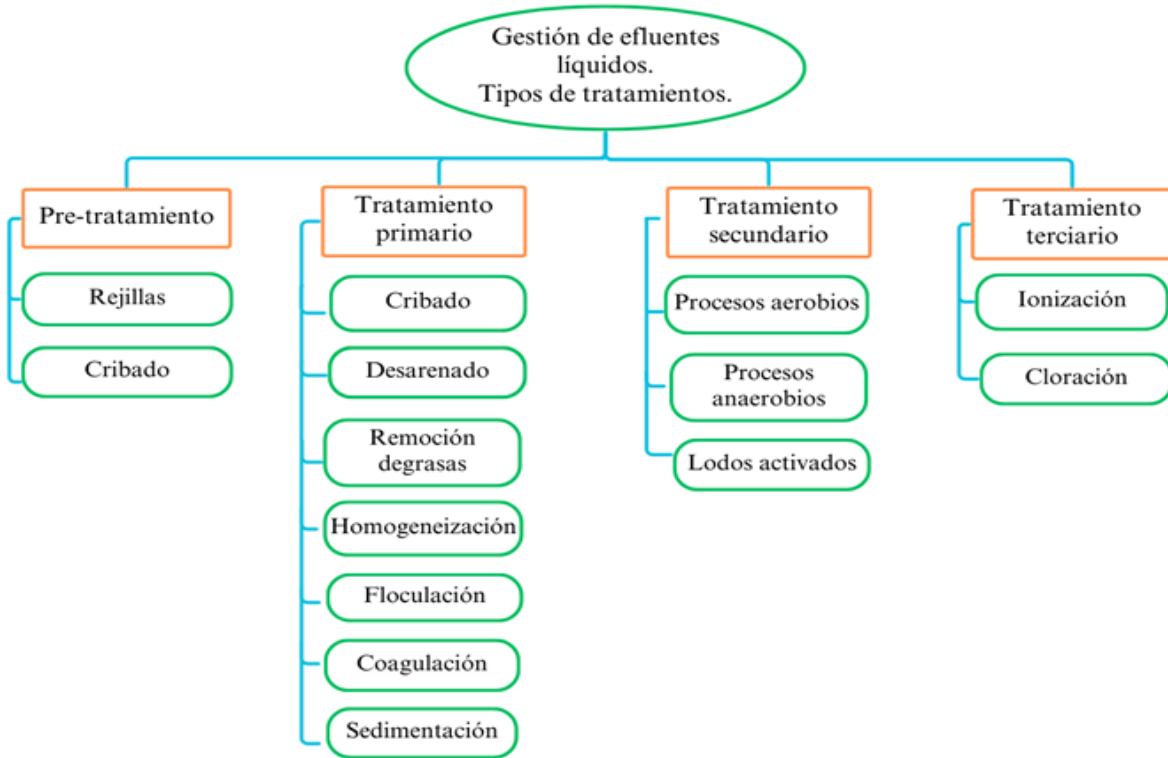 Gestión de efluentes
líquidos.
Tipos de tratamientos.
Pre-tratamiento
Rejillas
Cribado
Tratamiento
primario
Cribado
Desarenado
Remoción
degrasas
Homogeneización
Floculación
Coagulación
Sedimentación
Tratamiento
secundario
Procesos aerobios
Procesos
anaerobios
Lodos activados
Tratamiento
terciario
Ionización
Cloración